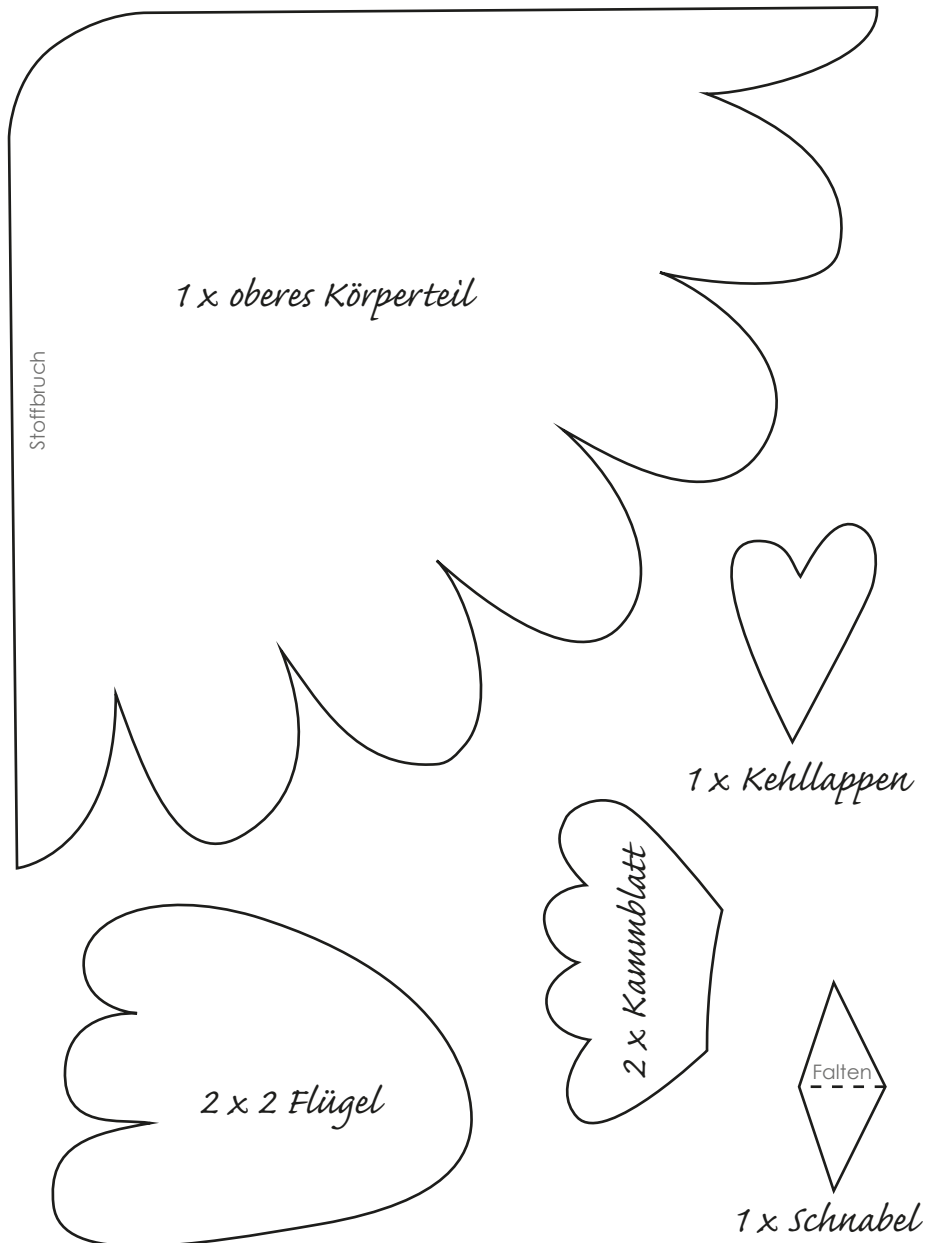 1 x oberes Körperteil
Stoffbruch
1 x Kehllappen
2 x Kammblatt
Falten
2 x 2 Flügel
1 x Schnabel